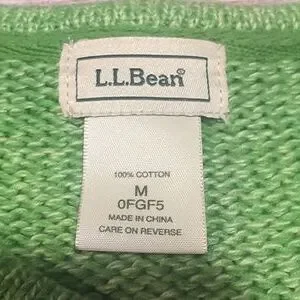 L.L.Bean®
100% COTTON
M
0FGF5
MADE IN CHINA
CARE ON REVERSE